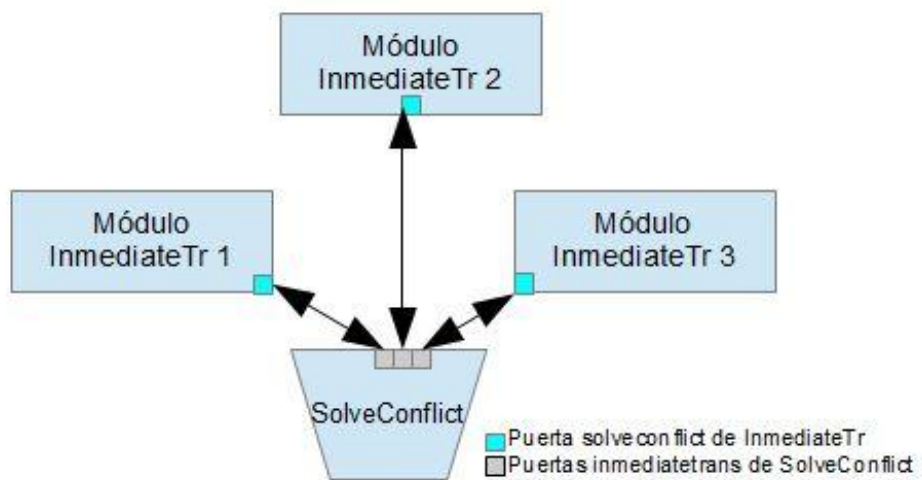 Módulo
InmediateTr 2
Módulo
InmediateTr 1
Módulo
InmediateTr 3
SolveConflict
Puerta solveconflict de InmediateTr
Puertas inmediatetrans de SolveConflict